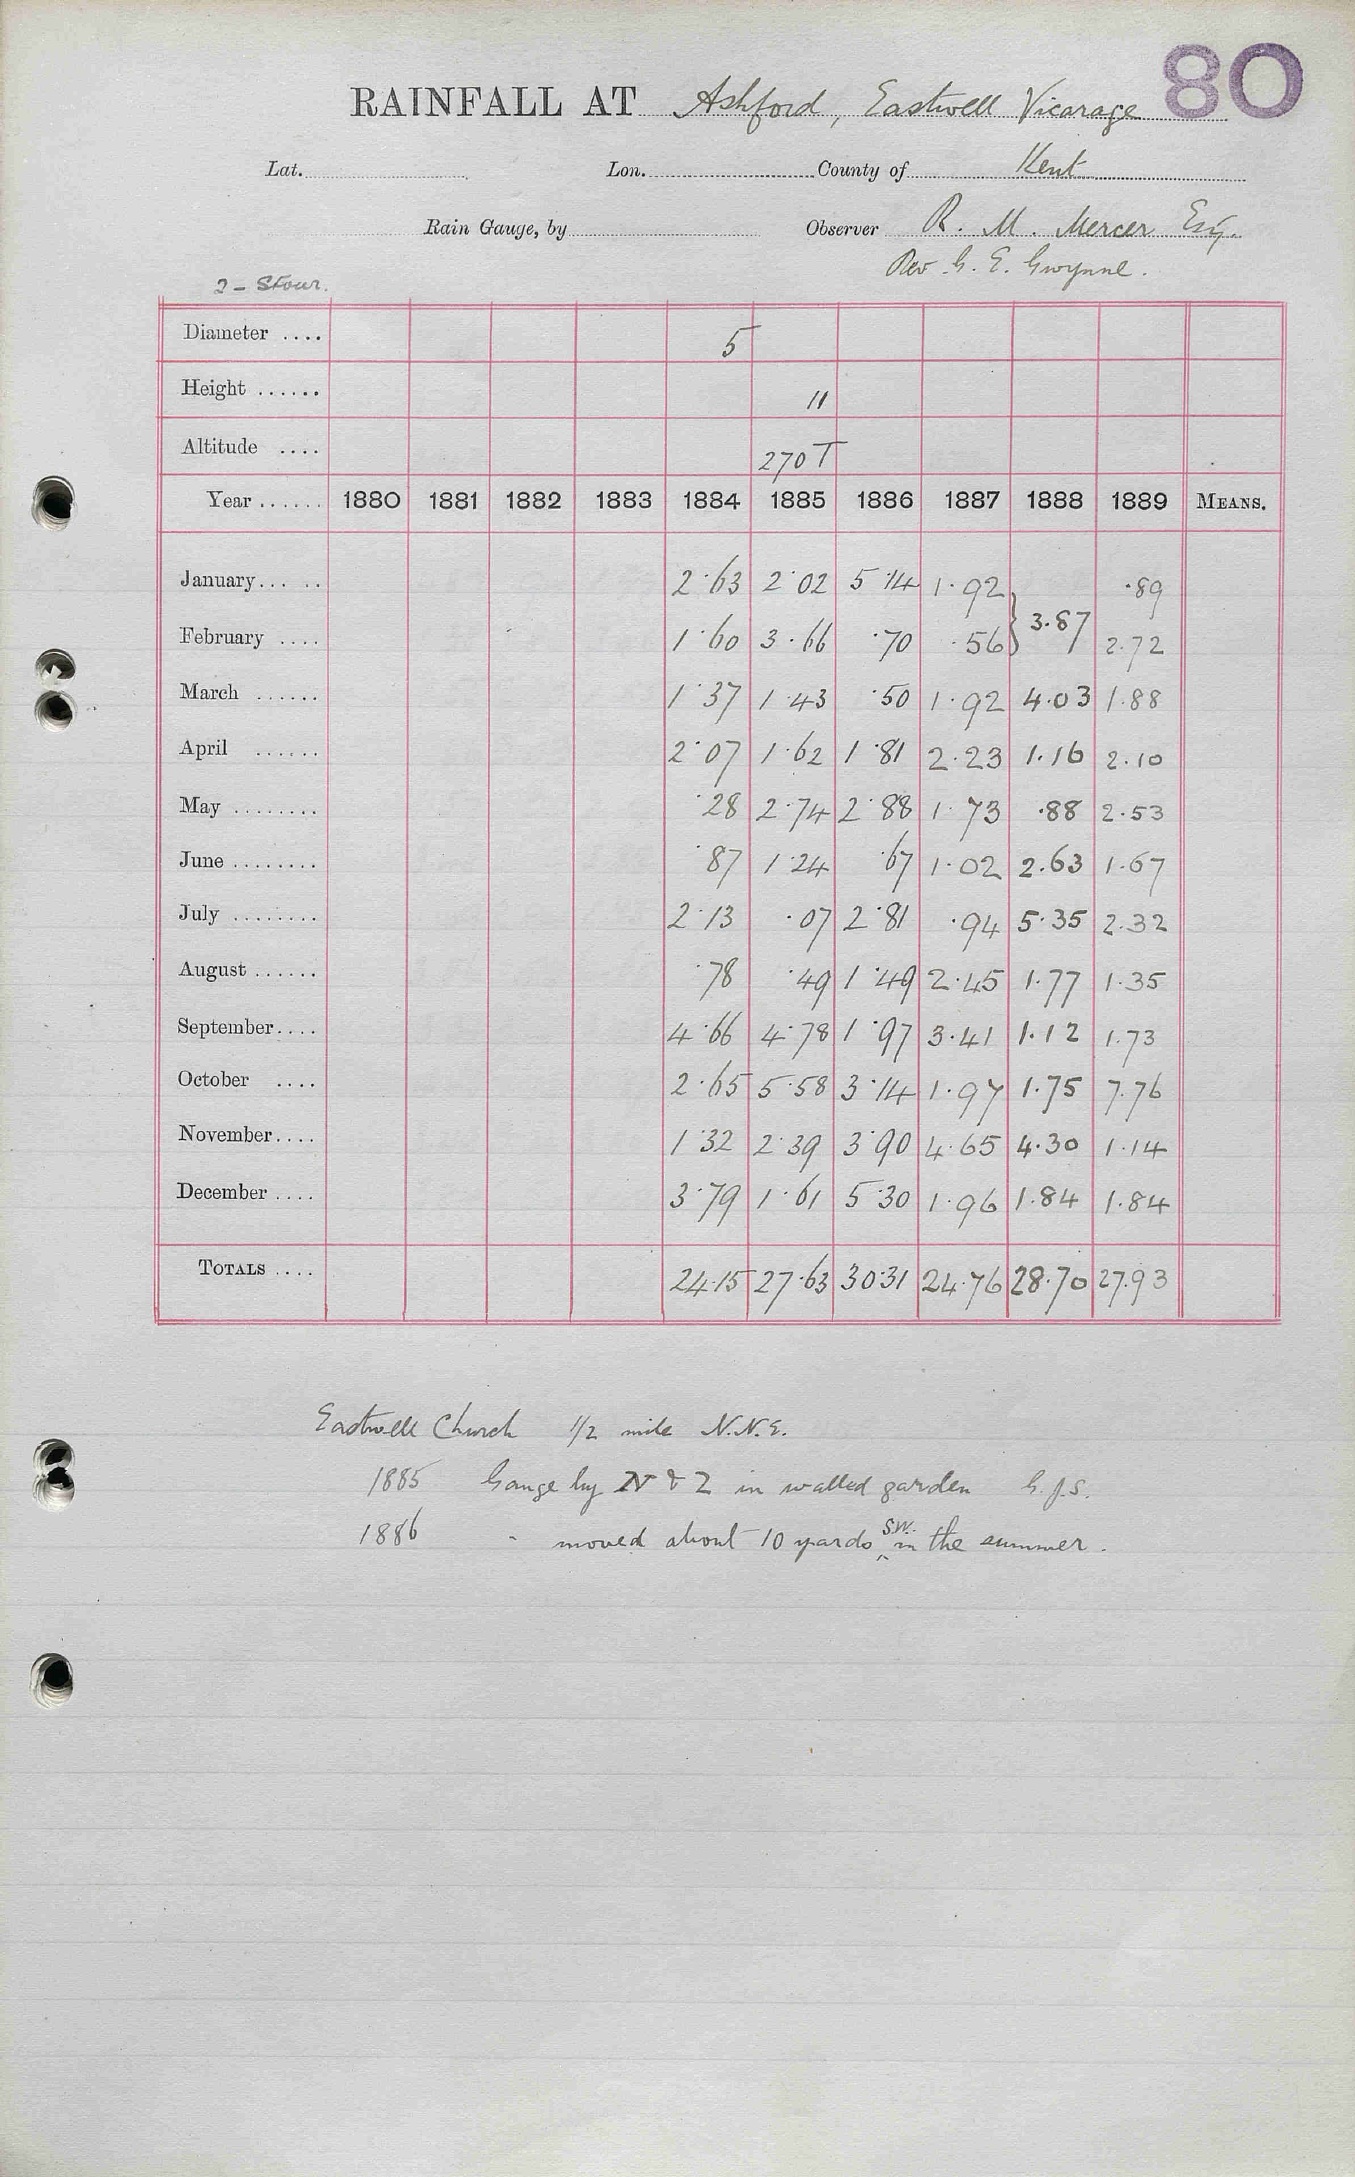 80
RAINFALL AT Ashford, Eastwell Vicarage
Lat. Lon. County of Kent
Rain Gauge, by Observer R. M. Mercer Esq.
Rev. G. E. Gwynne.
2 - Stour.
Diameter .... 5
Height ...... 11
Altitude .... 270 T
Year ...... 1880 1881 1882 1883 1884 1885 1886 1887 1888 1889 MEANS.
January... .. 2.63 2.02 5.14 1.92 } 3.87 .89
February .... 1.60 3.66 .70 .56 2.72
March ...... 1.37 1.43 .50 1.92 4.03 1.88
April ...... 2.07 1.62 1.81 2.23 1.16 2.10
May ........ .28 2.74 2.88 1.73 .88 2.53
June ........ .87 1.24 .67 1.02 2.63 1.67
July ........ 2.13 .07 2.81 .94 5.35 2.32
August ...... .78 .49 1.49 2.45 1.77 1.35
September.... 4.66 4.78 1.97 3.41 1.12 1.73
October .... 2.65 5.58 3.14 1.97 1.75 7.76
November.... 1.32 2.39 3.90 4.65 4.30 1.14
December .... 3.79 1.61 5.30 1.96 1.84 1.84
TOTALS .... 24.15 27.63 30.31 24.76 28.70 27.93
Eastwell Church 1/2 mile N.N.E.
1885 Gauge by N & Z in walled garden G.J.S.
1886 " moved about 10 yards SW. in the summer.